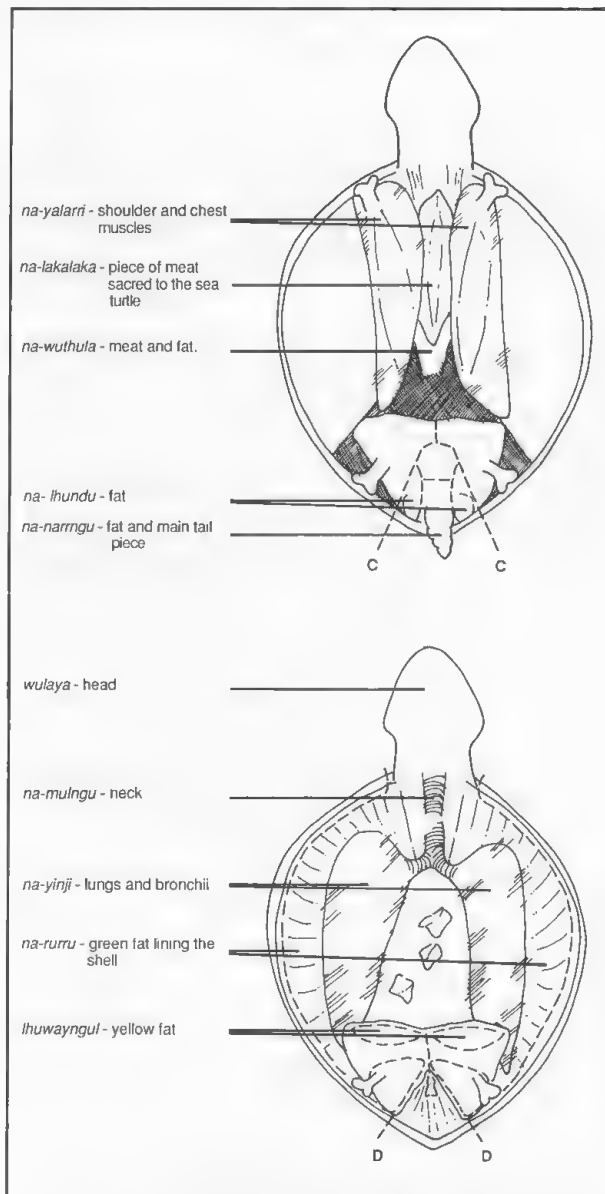 na-yalarri - shoulder and chest
muscles
na-lakalaka - piece of meat
sacred to the sea
turtle
na-wuthula - meat and fat.
na-lhundu - fat
na-narrngu - fat and main tail
piece
C
C
wulaya - head
na-mulngu - neck
na-yinji - lungs and bronchii
na-rurru - green fat lining the
shell
lhuwayngul - yellow fat
D
D